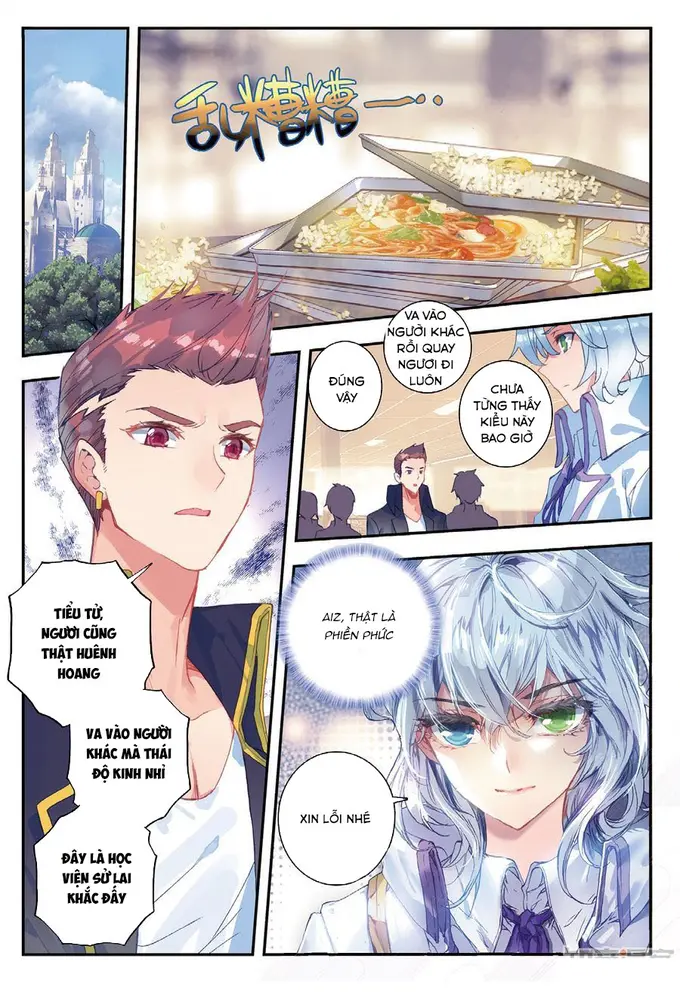 乱糟糟一··
VA VÀO
NGƯỜI KHÁC
RỒI QUAY
NGƯỜI ĐI
LUÔN
ĐÚNG
VẬY
CHƯA
TỪNG THẤY
KIỂU NÀY
BAO GIỜ
TIỂU TỬ,
NGƯỜI CŨNG
THẬT HUÊNH
HOANG
VA VÀO NGƯỜI
KHÁC MÀ THÁI
ĐỘ KINH NHỈ
ĐÂY LÀ HỌC
VIỆN SỬ LAI
KHẮC ĐẤY
AIZ, THẬT LÀ
PHIỀN PHỨC
XIN LỖI NHÉ